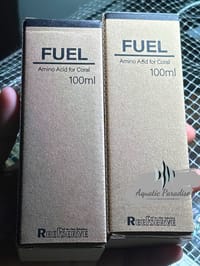 FUEL
Amino Acid for Coral
100ml
FUEL
Amino Acid for Coral
100ml
Aquatic Paradise